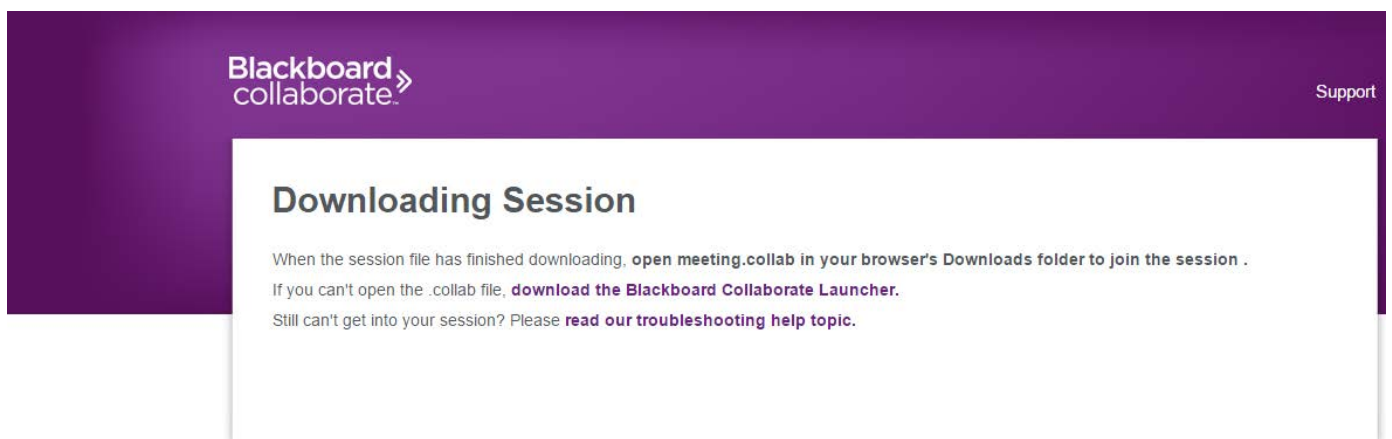 Blackboard
collaborate™
Support
Downloading Session
When the session file has finished downloading, open meeting.collab in your browser's Downloads folder to join the session .
If you can't open the .collab file, download the Blackboard Collaborate Launcher.
Still can't get into your session? Please read our troubleshooting help topic.